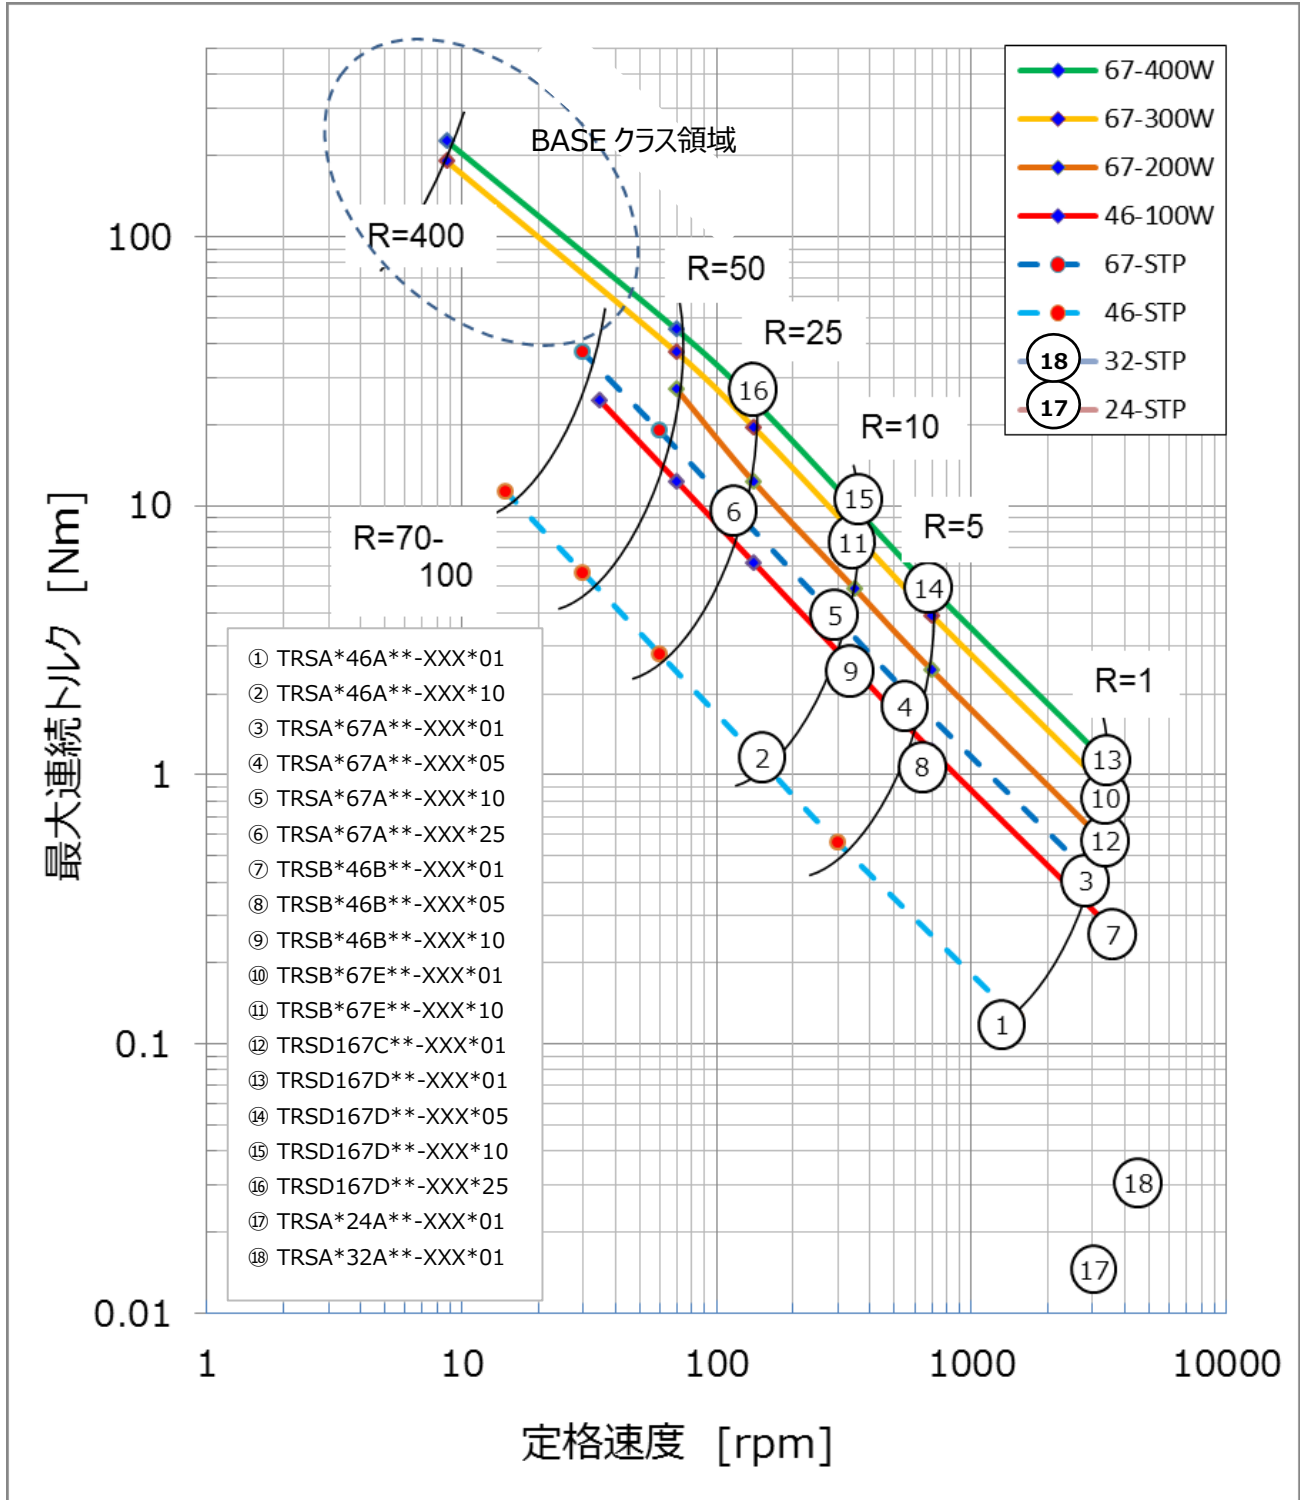 67-400W
67-300W
67-200W
46-100W
67-STP
46-STP
18 32-STP
17 24-STP
BASE クラス領域
R=400
R=50
R=25
R=10
R=5
R=70-
100
R=1
100
10
1
0.1
0.01
最大連続トルク [Nm]
16
15
11
6
14
5
9
4
2
8
13
10
12
3
7
1
18
17
① TRSA*46A**-XXX*01
② TRSA*46A**-XXX*10
③ TRSA*67A**-XXX*01
④ TRSA*67A**-XXX*05
⑤ TRSA*67A**-XXX*10
⑥ TRSA*67A**-XXX*25
⑦ TRSB*46B**-XXX*01
⑧ TRSB*46B**-XXX*05
⑨ TRSB*46B**-XXX*10
⑩ TRSB*67E**-XXX*01
⑪ TRSB*67E**-XXX*10
⑫ TRSD167C**-XXX*01
⑬ TRSD167D**-XXX*01
⑭ TRSD167D**-XXX*05
⑮ TRSD167D**-XXX*10
⑯ TRSD167D**-XXX*25
⑰ TRSA*24A**-XXX*01
⑱ TRSA*32A**-XXX*01
1 10 100 1000 10000
定格速度 [rpm]